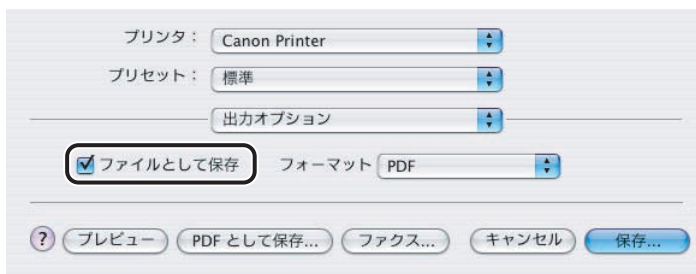 プリンタ： Canon Printer
プリセット： 標準
出力オプション
ファイルとして保存 フォーマット PDF
? プレビュー PDF として保存... ファクス... キャンセル 保存...